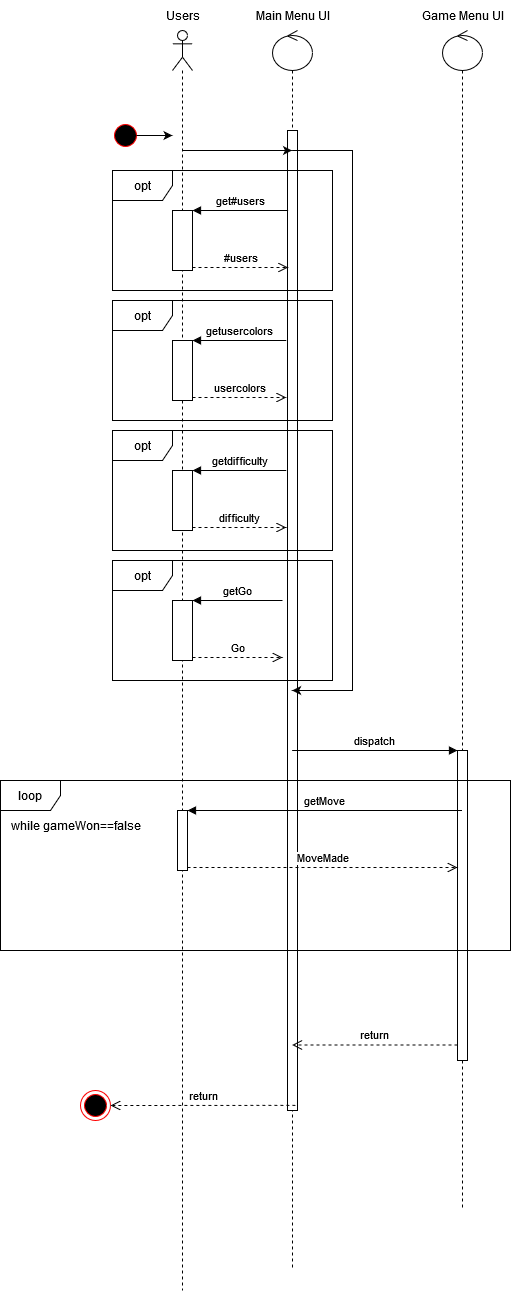 Users
Main Menu UI
Game Menu UI
opt
get#users
#users
opt
getusercolors
usercolors
opt
getdifficulty
difficulty
opt
getGo
Go
dispatch
loop
getMove
while gameWon==false
MoveMade
return
return